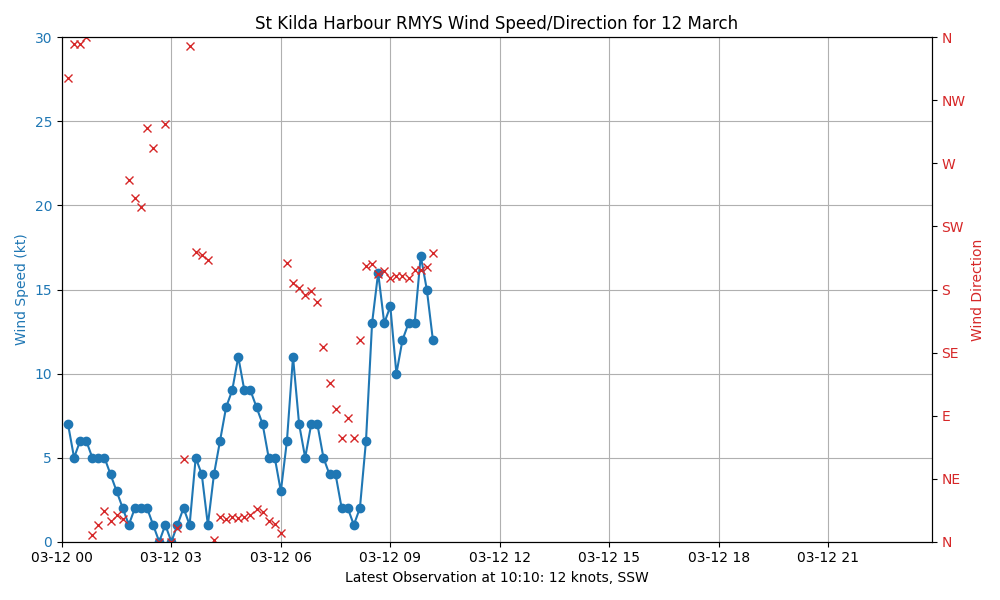 St Kilda Harbour RMYS Wind Speed/Direction for 12 March
30
25
20
15
10
5
0
Wind Speed (kt)
N
NW
W
SW
S
SE
E
NE
N
Wind Direction
03-12 00
03-12 03
03-12 06
03-12 09
03-12 12
03-12 15
03-12 18
03-12 21
Latest Observation at 10:10: 12 knots, SSW